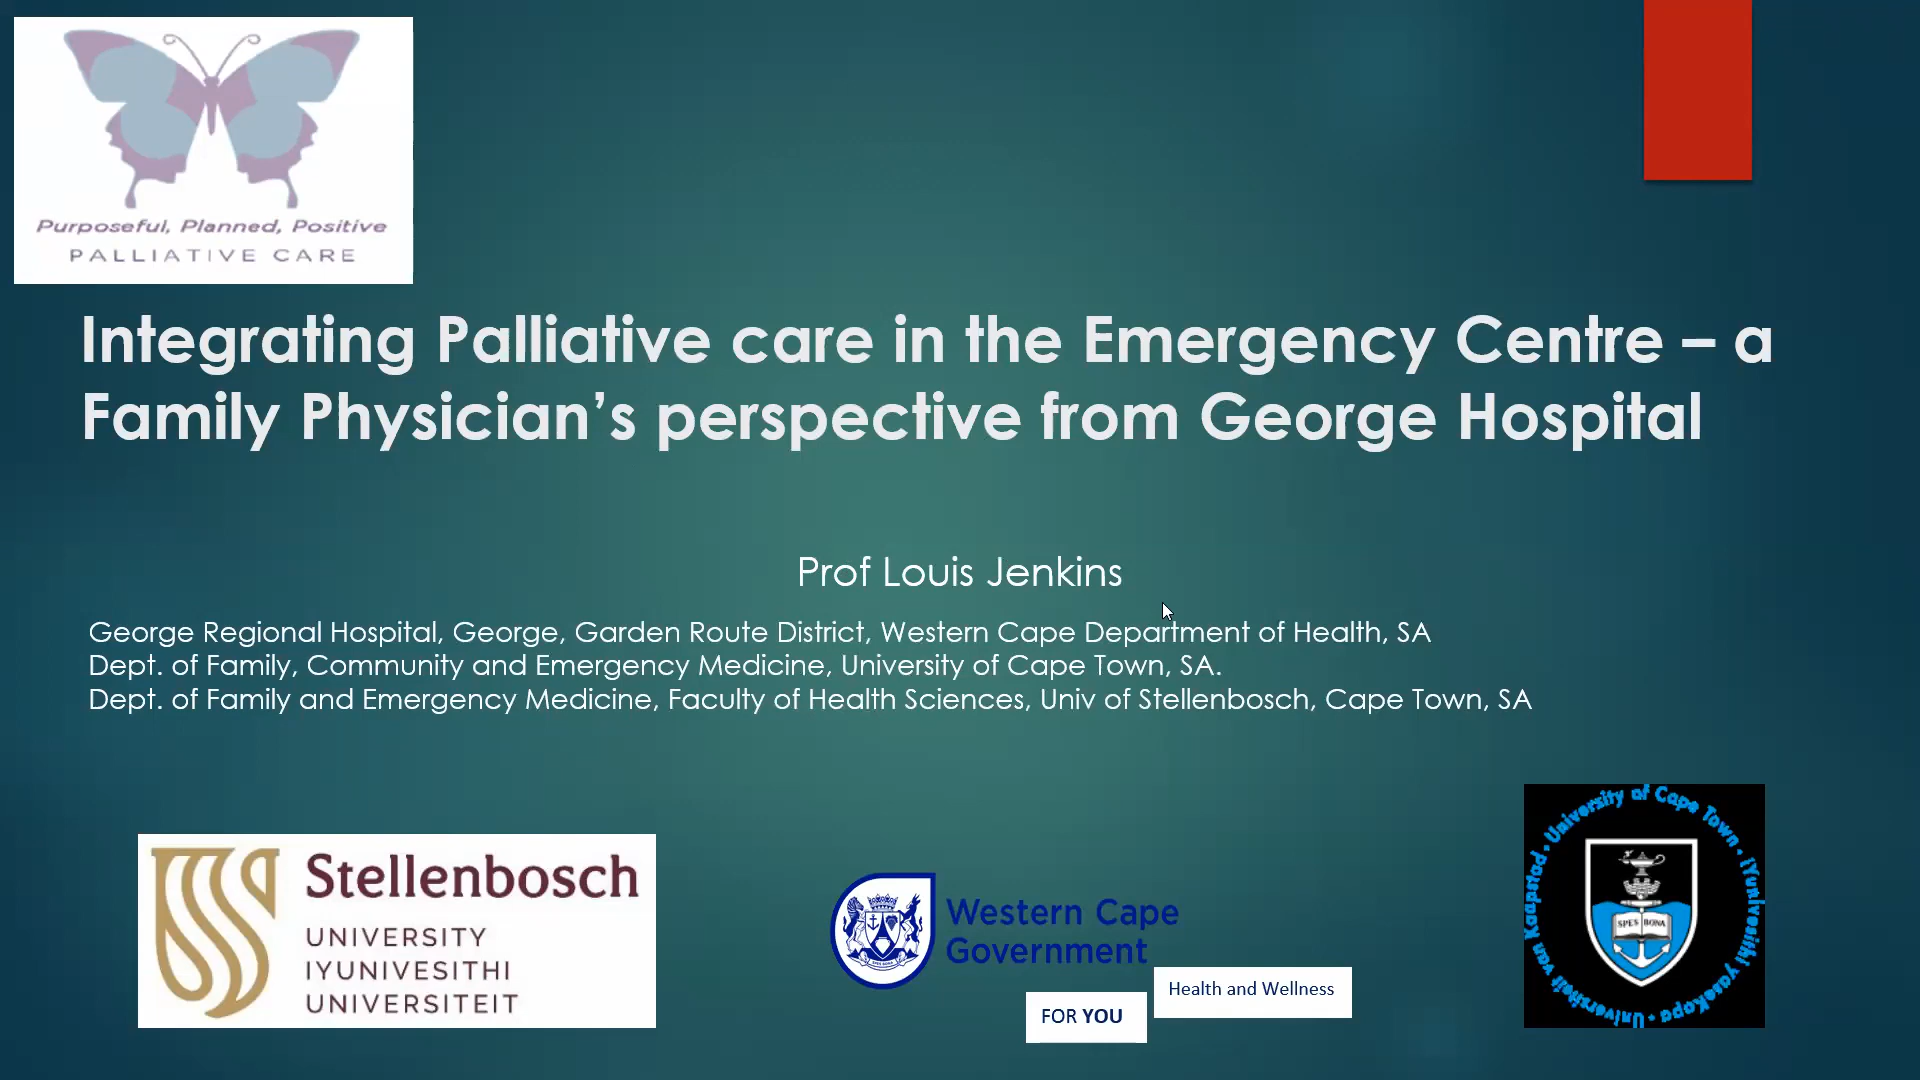 Purposeful, Planned, Positive
PALLIATIVE CARE
Integrating Palliative care in the Emergency Centre – a
Family Physician’s perspective from George Hospital
Prof Louis Jenkins
George Regional Hospital, George, Garden Route District, Western Cape Department of Health, SA
Dept. of Family, Community and Emergency Medicine, University of Cape Town, SA.
Dept. of Family and Emergency Medicine, Faculty of Health Sciences, Univ of Stellenbosch, Cape Town, SA
Stellenbosch
UNIVERSITY
IYUNIVESITHI
UNIVERSITEIT
Western Cape
Government
Health and Wellness
FOR YOU
University of Cape Town · iYunivesithi yaseKapa · Universiteit van Kaapstad ·
SPES BONA